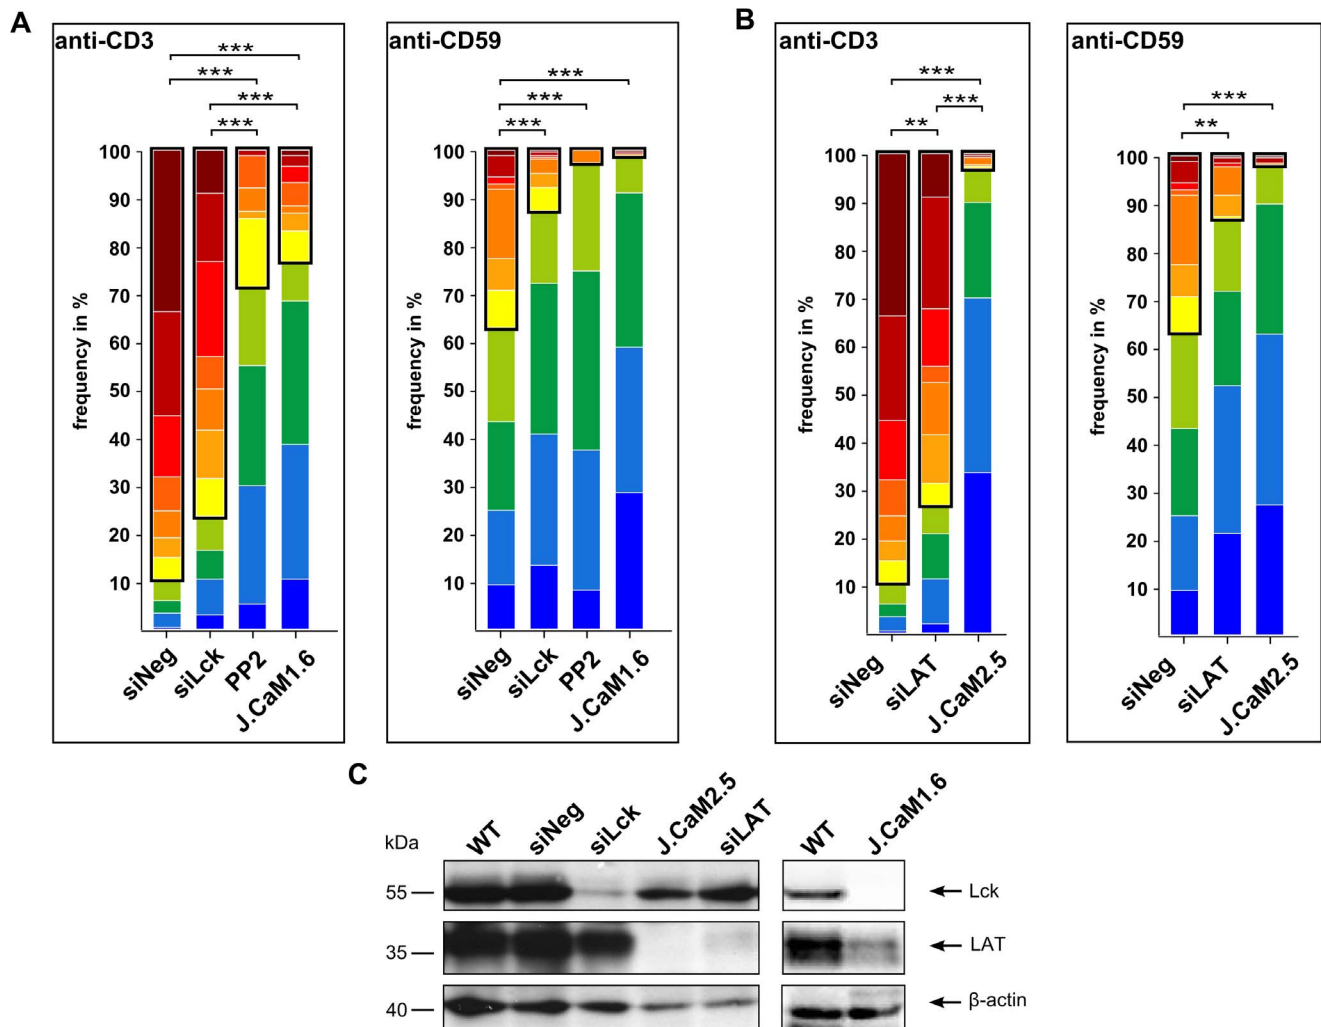 A
anti-CD3
***
***
***
***
frequency in %
100
90
80
70
60
50
40
30
20
10
siNeg
siLck
PP2
J.CaM1.6
anti-CD59
***
***
***
frequency in %
100
90
80
70
60
50
40
30
20
10
siNeg
siLck
PP2
J.CaM1.6
B
anti-CD3
***
***
**
frequency in %
100
90
80
70
60
50
40
30
20
10
siNeg
siLAT
J.CaM2.5
anti-CD59
***
**
frequency in %
100
90
80
70
60
50
40
30
20
10
siNeg
siLAT
J.CaM2.5
C
kDa
WT
siNeg
siLck
J.CaM2.5
siLAT
WT
J.CaM1.6
55
Lck
35
LAT
40
β-actin